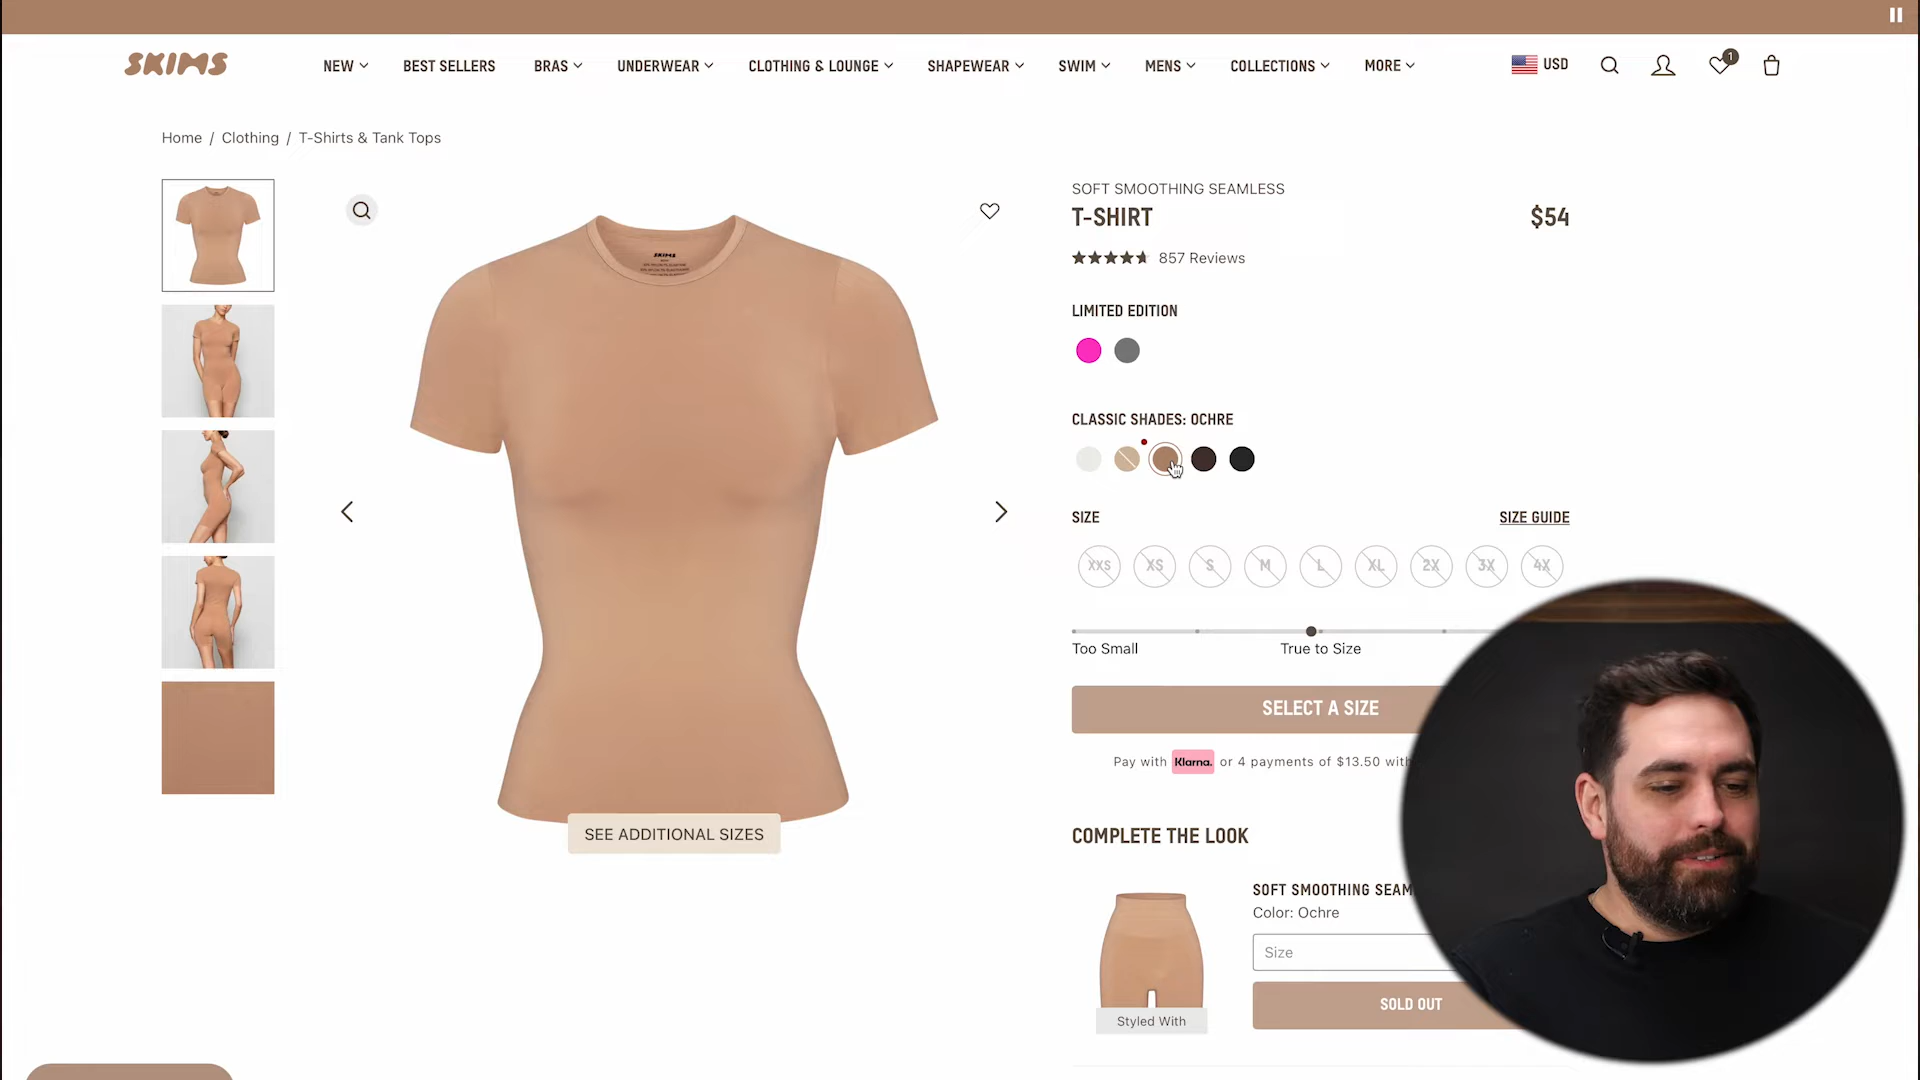 SKIMS
NEW
BEST SELLERS
BRAS
UNDERWEAR
CLOTHING & LOUNGE
SHAPEWEAR
SWIM
MENS
COLLECTIONS
MORE
USD
1
Home / Clothing / T-Shirts & Tank Tops
SKIMS
SOFT SMOOTHING SEAMLESS
T-SHIRT
$54
857 Reviews
LIMITED EDITION
CLASSIC SHADES: OCHRE
SIZE
SIZE GUIDE
XXS
XS
S
M
L
XL
2X
3X
4X
Too Small
True to Size
SELECT A SIZE
Pay with Klarna. or 4 payments of $13.50 with
SEE ADDITIONAL SIZES
COMPLETE THE LOOK
SOFT SMOOTHING SEAM
Color: Ochre
Size
SOLD OUT
Styled With